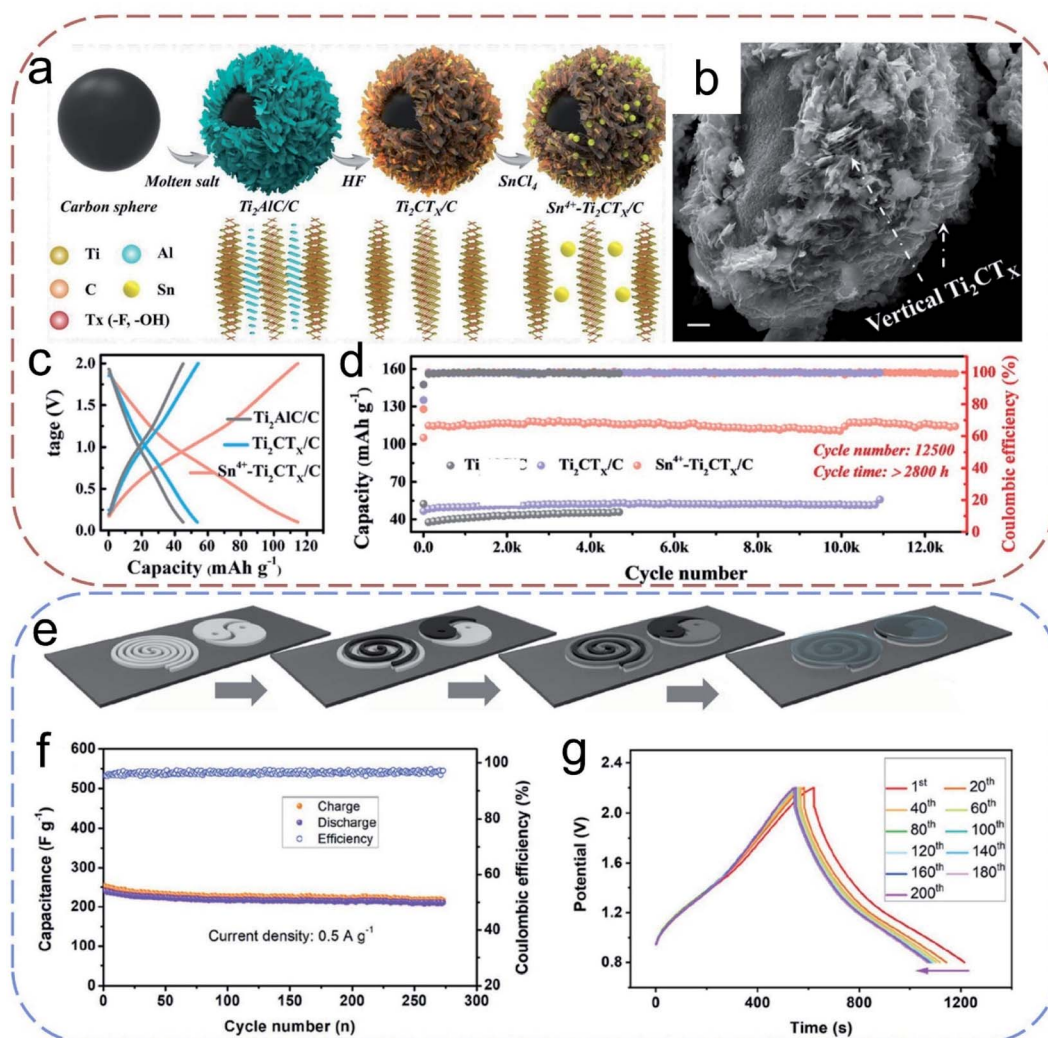 a
Carbon sphere
Molten salt
Ti₂AlC/C
HF
Ti₂CTₓ/C
SnCl₄
Sn⁴⁺-Ti₂CTₓ/C
Ti
Al
C
Sn
Tx (-F, -OH)
b
Vertical Ti₂CTₓ
c
tage (V)
2.0
1.5
1.0
0.5
0.0
Ti₂AlC/C
Ti₂CTₓ/C
Sn⁴⁺-Ti₂CTₓ/C
0 20 40 60 80 100 120
Capacity (mAh g⁻¹)
d
Capacity (mAh g⁻¹)
160
130
100
70
40
Ti
Ti₂CTₓ/C
Sn⁴⁺-Ti₂CTₓ/C
Cycle number: 12500
Cycle time: > 2800 h
100
80
60
40
20
0
Coulombic efficiency (%)
0.0 2.0k 4.0k 6.0k 8.0k 10.0k 12.0k
Cycle number
e
f
Capacitance (F g⁻¹)
600
550
500
450
400
350
300
250
200
0
Charge
Discharge
Efficiency
Current density: 0.5 A g⁻¹
100
80
60
40
20
Coulombic efficiency (%)
0 50 100 150 200 250 300
Cycle number (n)
g
Potential (V)
2.4
2.0
1.6
1.2
0.8
1ˢᵗ 20ᵗʰ
40ᵗʰ 60ᵗʰ
80ᵗʰ 100ᵗʰ
120ᵗʰ 140ᵗʰ
160ᵗʰ 180ᵗʰ
200ᵗʰ
0 400 800 1200
Time (s)